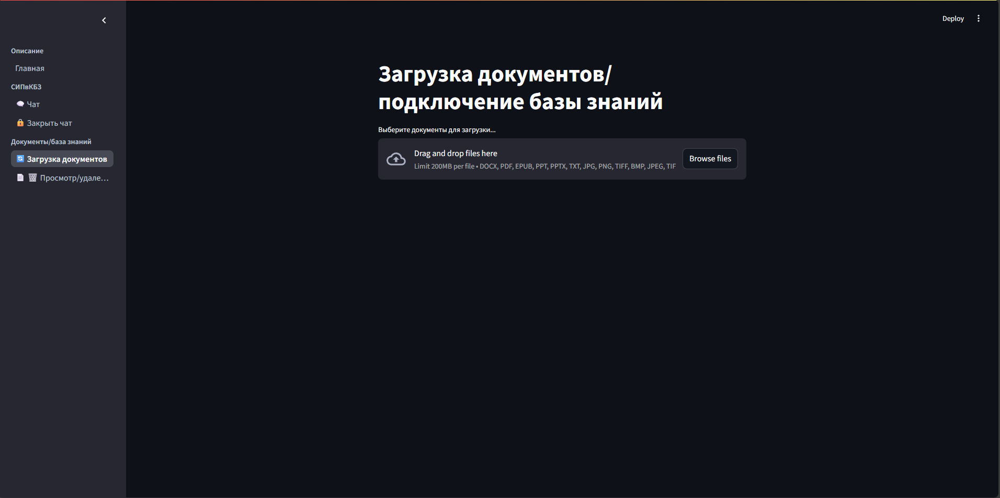 Deploy
Описание
Главная
СИПвКБЗ
Чат
Закрыть чат
Документы/база знаний
Загрузка документов
Просмотр/удале...
Загрузка документов/
подключение базы знаний
Выберите документы для загрузки...
Drag and drop files here
Limit 200MB per file • DOCX, PDF, EPUB, PPT, PPTX, TXT, JPG, PNG, TIFF, BMP, JPEG, TIF
Browse files